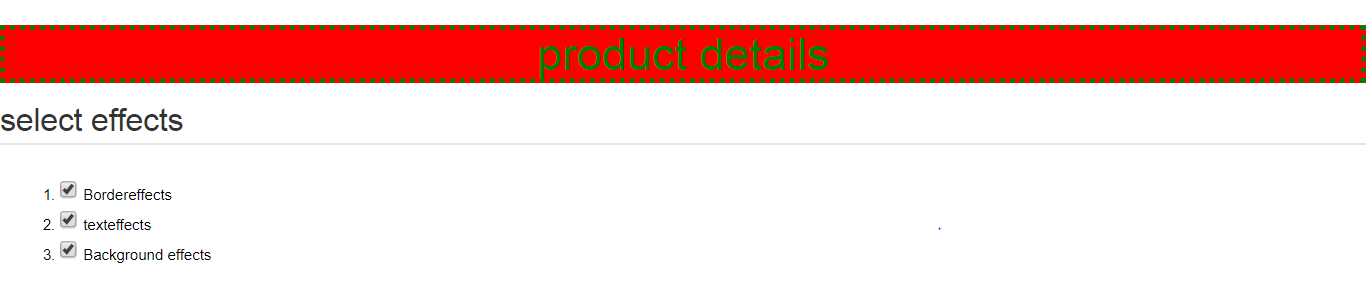 product details
select effects
1. Bordereffects
2. texteffects
3. Background effects